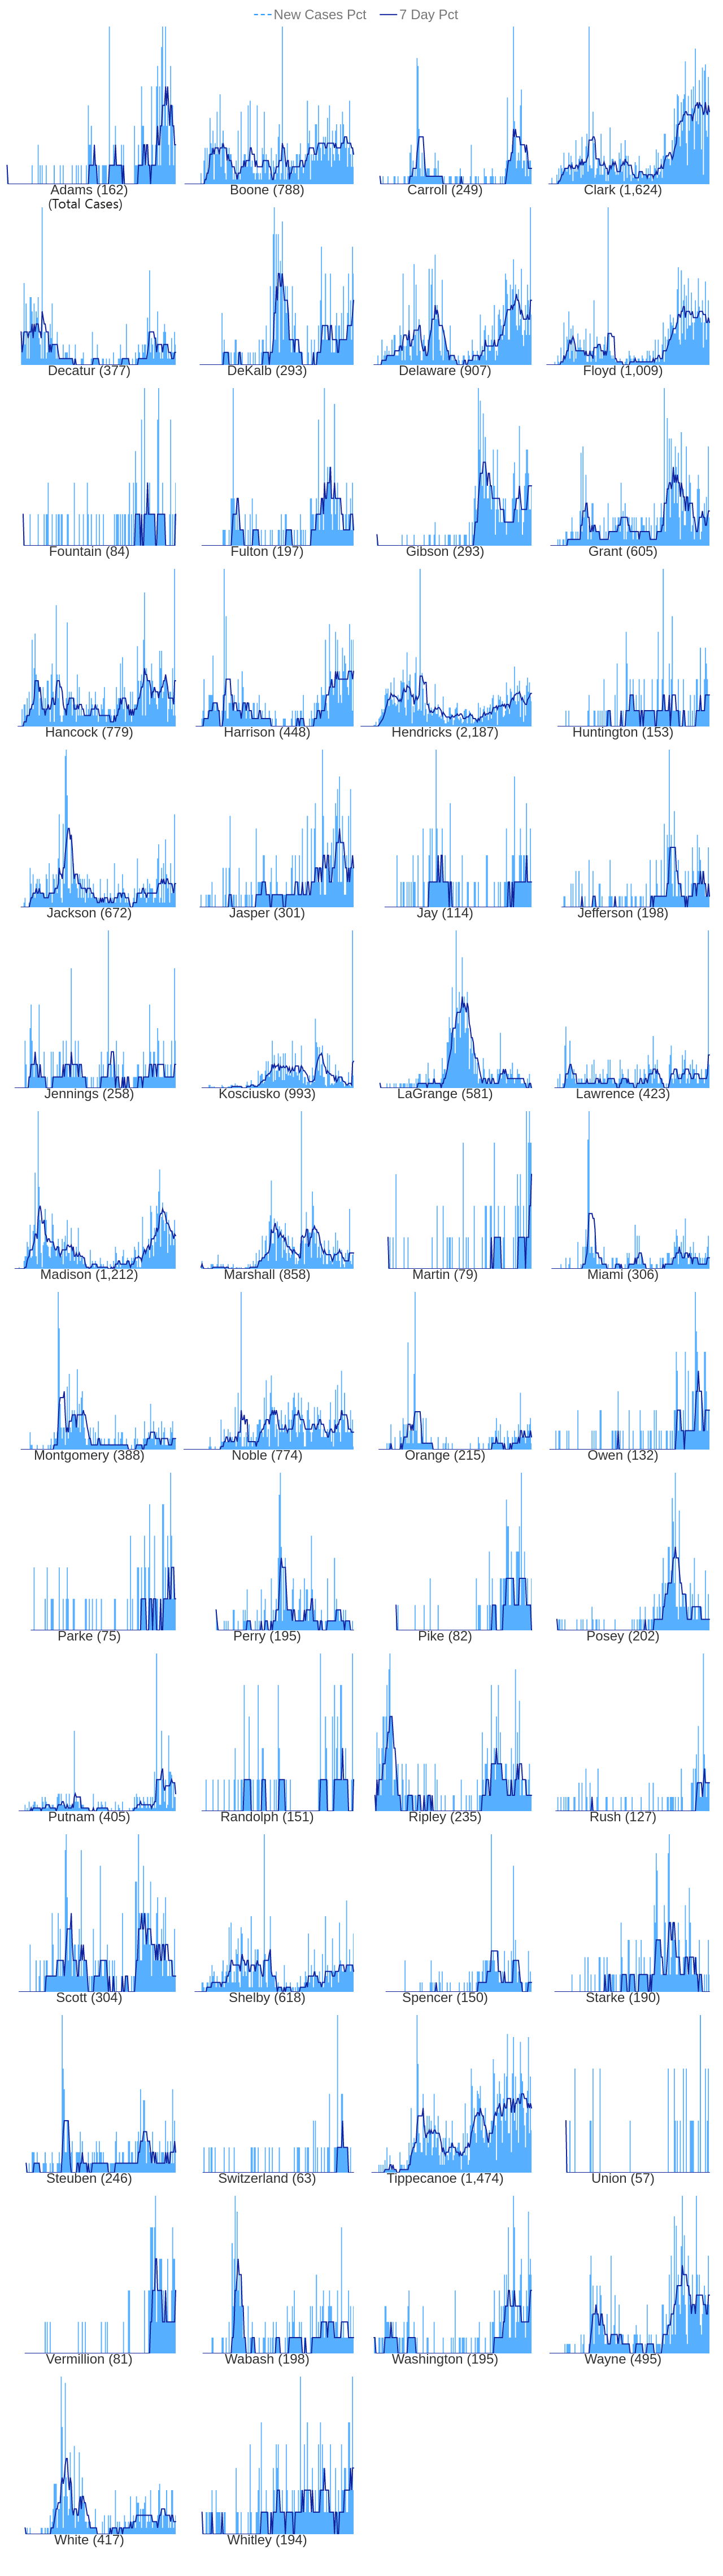 New Cases Pct 7 Day Pct
Adams (162) Boone (788) Carroll (249) Clark (1,624)
(Total Cases)
Decatur (377) DeKalb (293) Delaware (907) Floyd (1,009)
Fountain (84) Fulton (197) Gibson (293) Grant (605)
Hancock (779) Harrison (448) Hendricks (2,187) Huntington (153)
Jackson (672) Jasper (301) Jay (114) Jefferson (198)
Jennings (258) Kosciusko (993) LaGrange (581) Lawrence (423)
Madison (1,212) Marshall (858) Martin (79) Miami (306)
Montgomery (388) Noble (774) Orange (215) Owen (132)
Parke (75) Perry (195) Pike (82) Posey (202)
Putnam (405) Randolph (151) Ripley (235) Rush (127)
Scott (304) Shelby (618) Spencer (150) Starke (190)
Steuben (246) Switzerland (63) Tippecanoe (1,474) Union (57)
Vermillion (81) Wabash (198) Washington (195) Wayne (495)
White (417) Whitley (194)